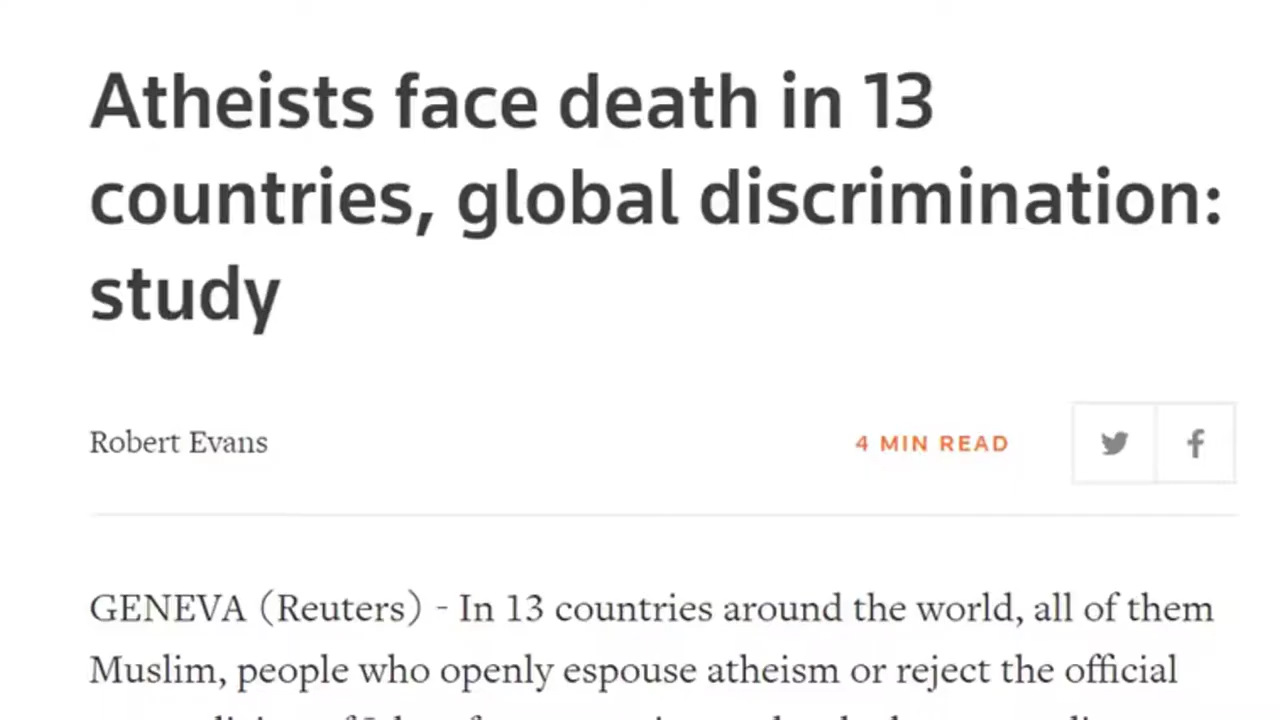 Atheists face death in 13
countries, global discrimination:
study
Robert Evans
4 MIN READ
GENEVA (Reuters) - In 13 countries around the world, all of them
Muslim, people who openly espouse atheism or reject the official